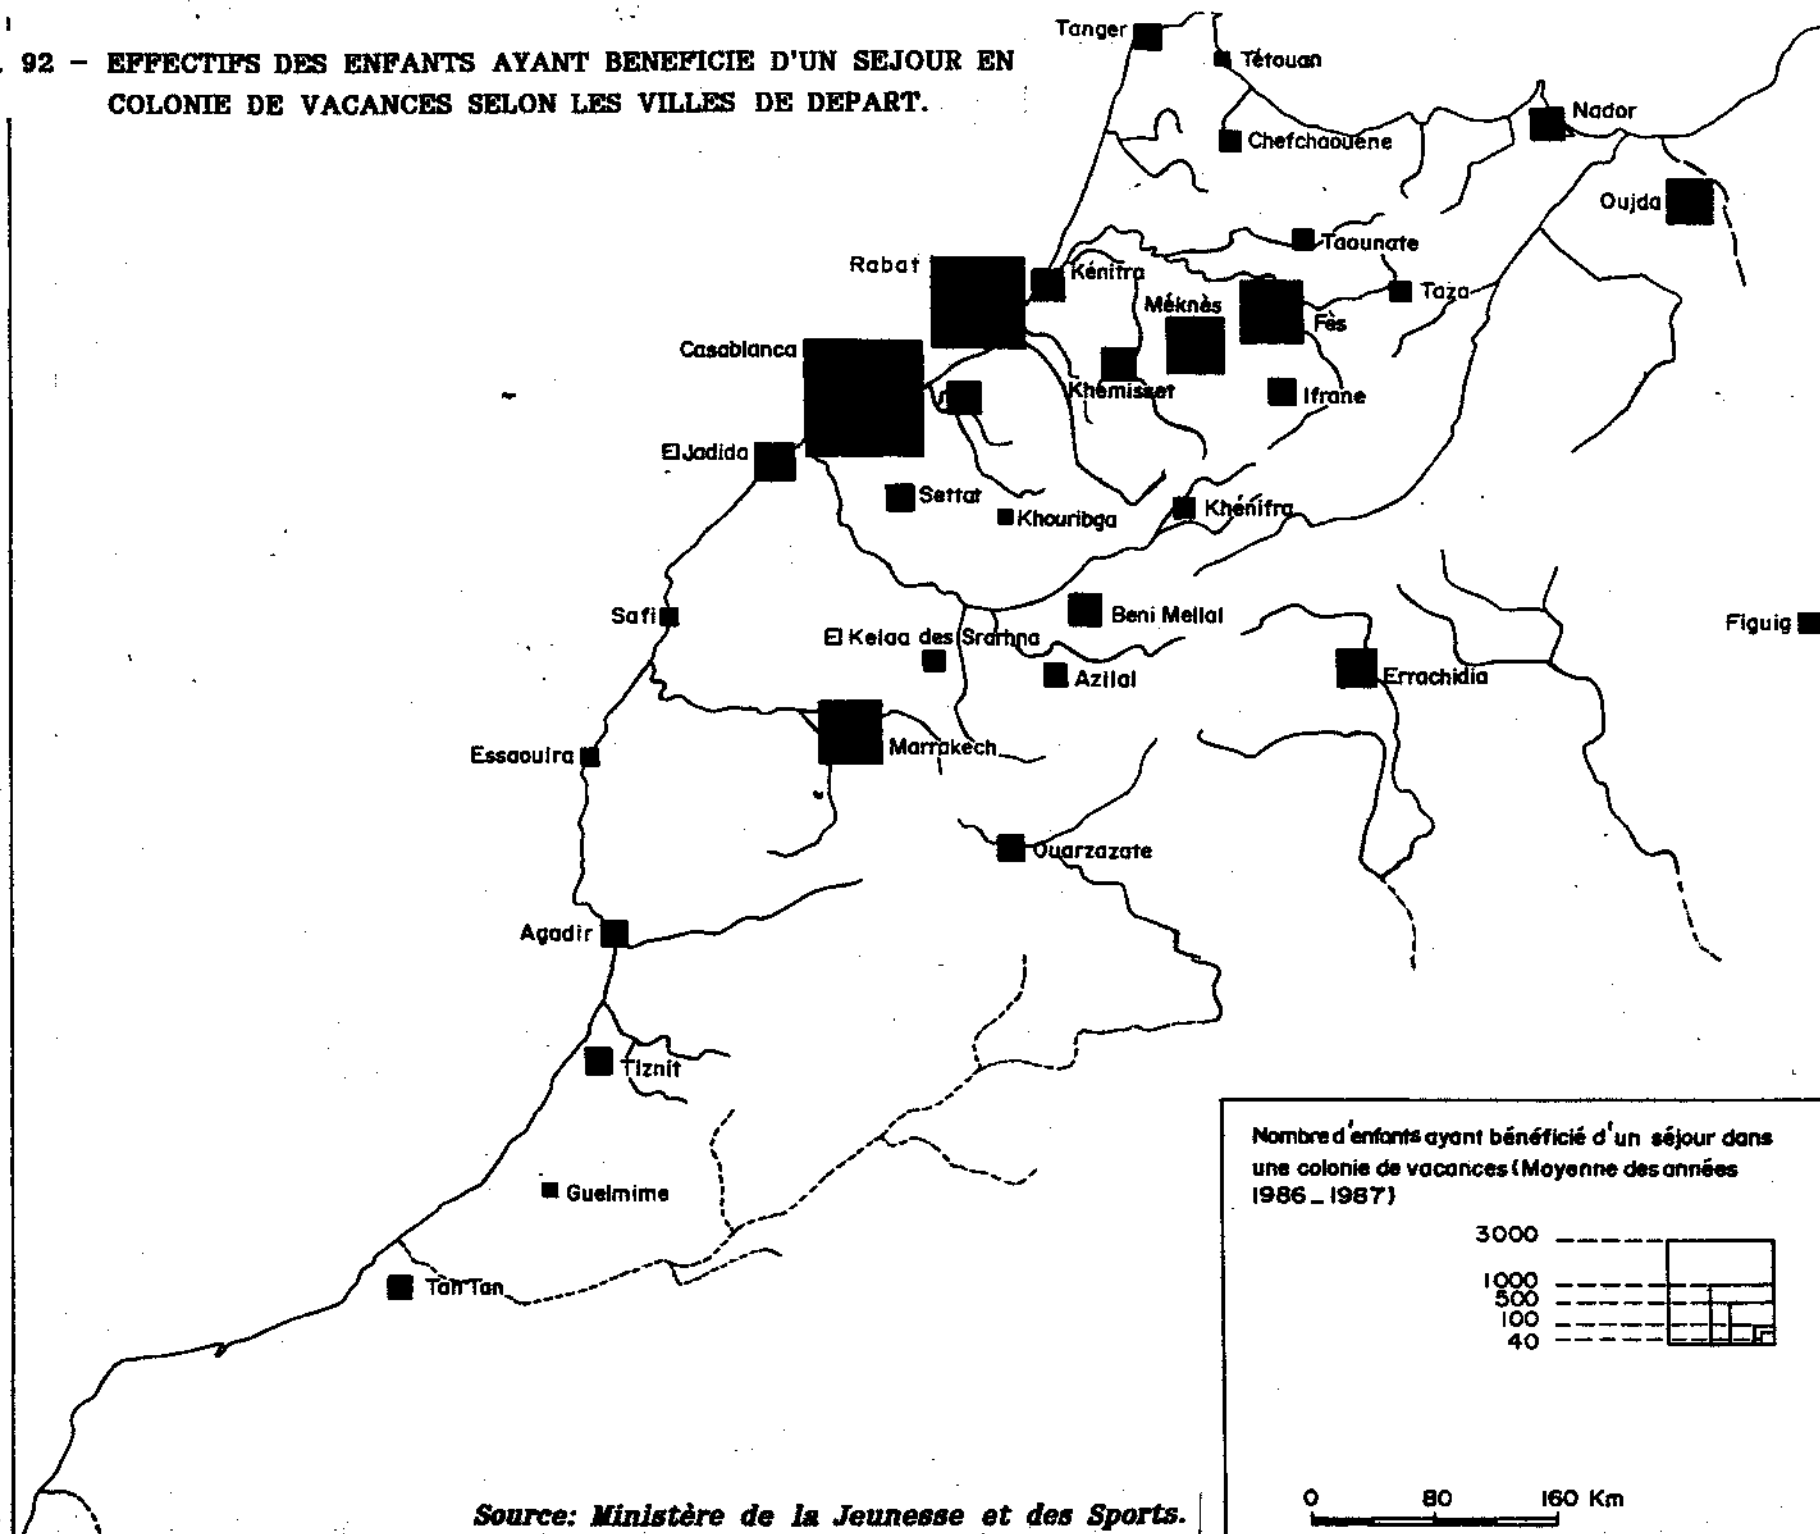 92 - EFFECTIFS DES ENFANTS AYANT BENEFICIE D'UN SEJOUR EN
COLONIE DE VACANCES SELON LES VILLES DE DEPART.
Tanger
Tétouan
Nador
Chefchaouene
Oujda
Taounate
Rabat
Kénitra
Taza
Méknès
Fès
Casablanca
Khemisset
Ifrane
El Jadida
Settat
Khouribga
Khénifra
Safi
Beni Mellal
Figuig
El Kelaa des Srarhna
Azilal
Errachidia
Marrakech
Essaouira
Ouarzazate
Agadir
Tiznit
Guelmime
Tan Tan
Nombre d'enfants ayant bénéficié d'un séjour dans
une colonie de vacances (Moyenne des années
1986_1987)
3000
1000
500
100
40
0 80 160 Km
Source: Ministère de la Jeunesse et des Sports.